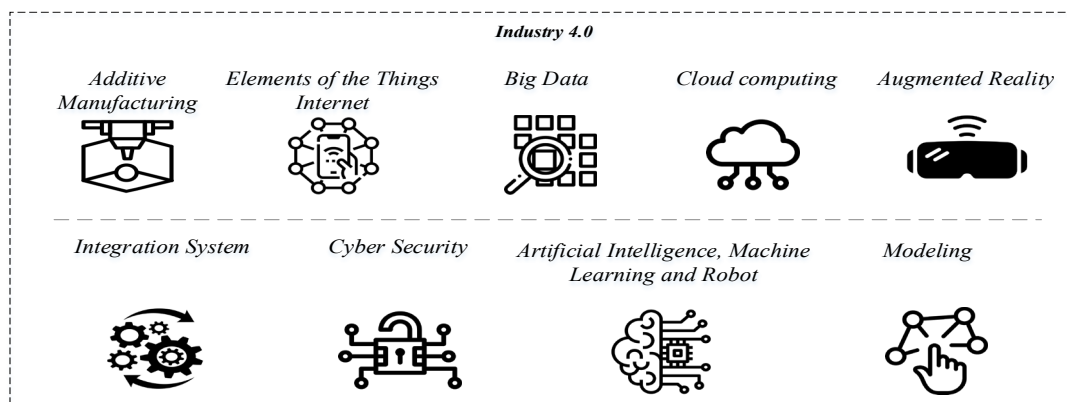 Industry 4.0
Additive
Manufacturing
Elements of the Things
Internet
Big Data
Cloud computing
Augmented Reality
Integration System
Cyber Security
Artificial Intelligence, Machine
Learning and Robot
Modeling